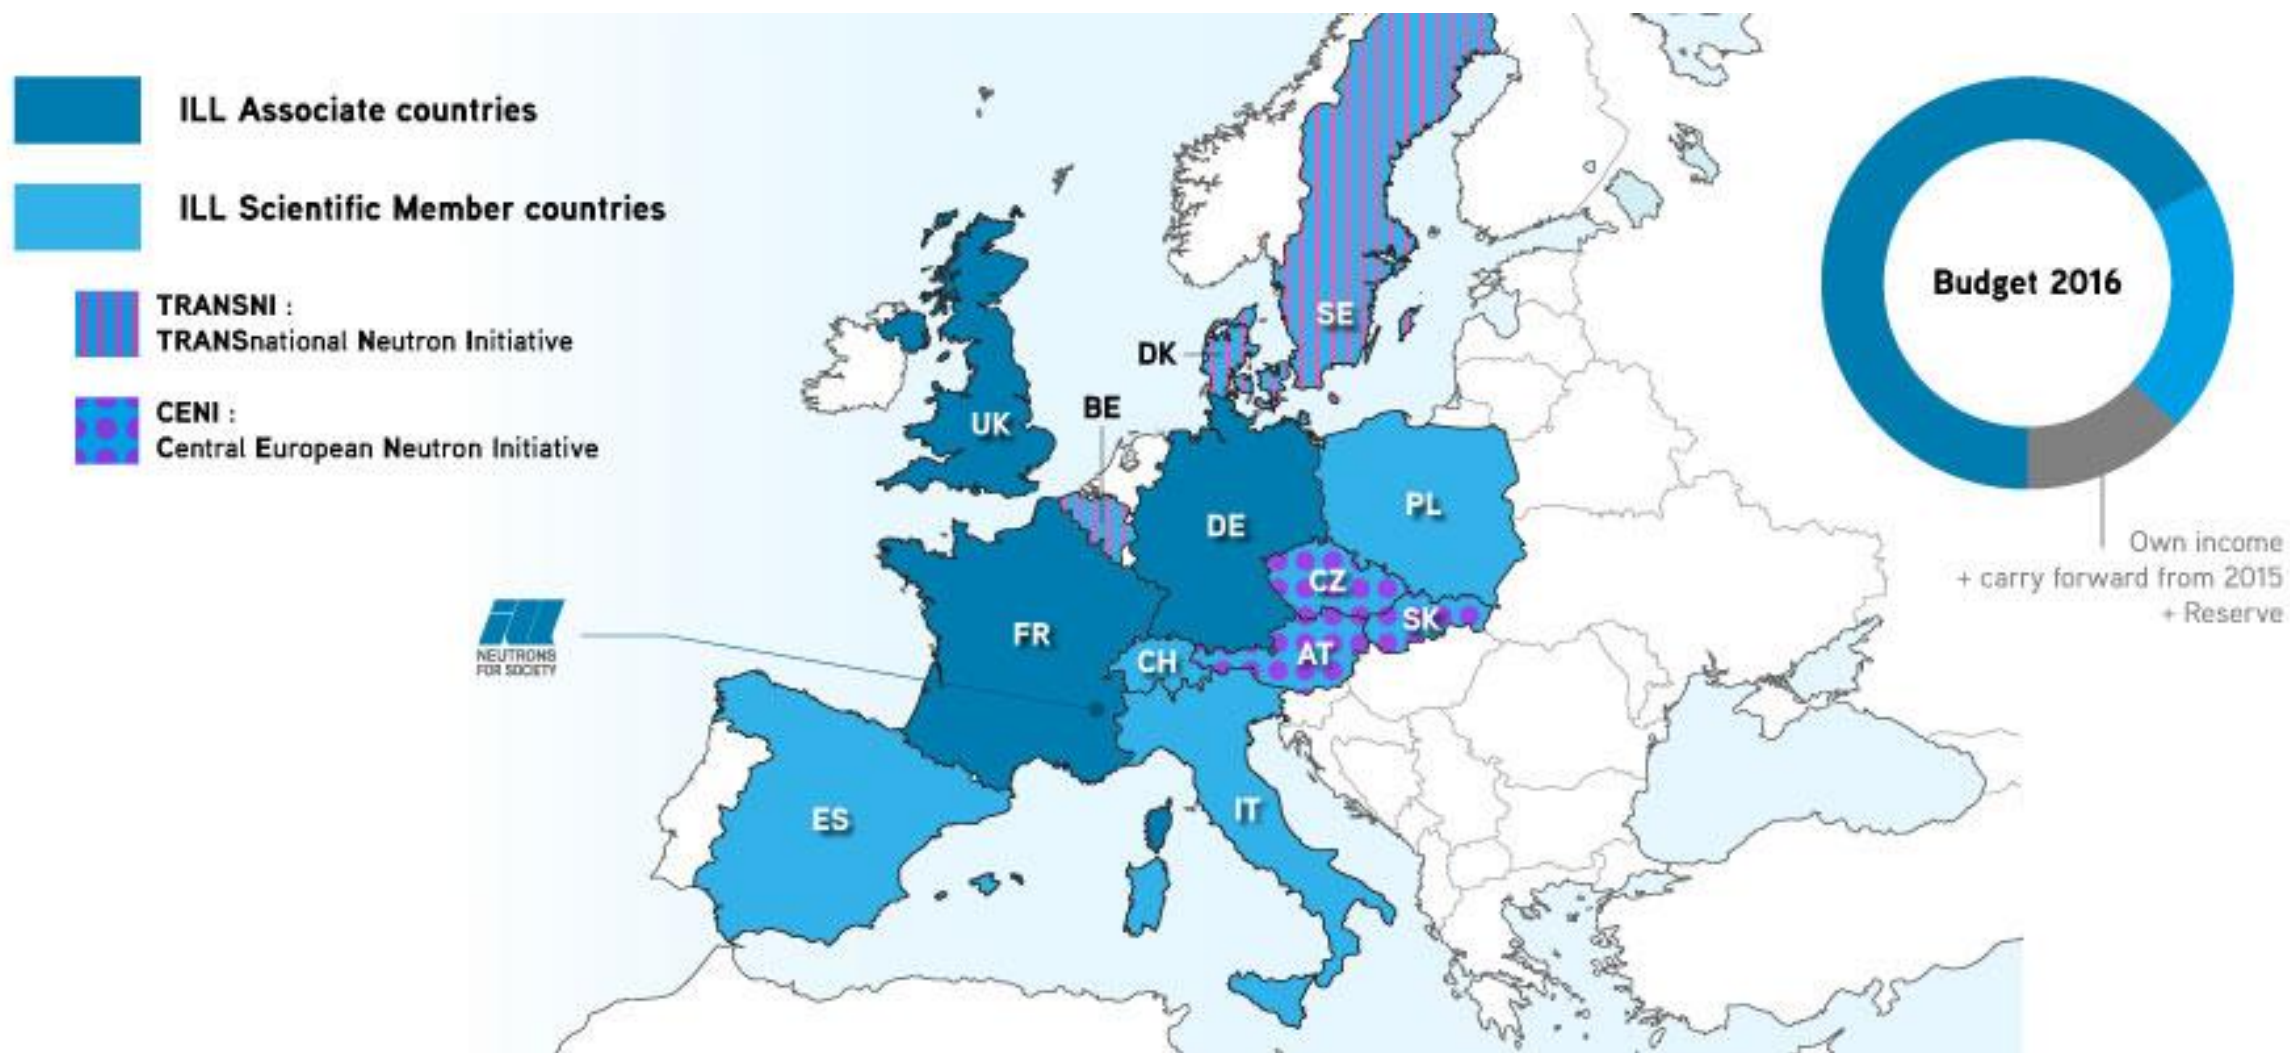 ILL Associate countries
ILL Scientific Member countries
TRANSNI :
TRANSnational Neutron Initiative
CENI :
Central European Neutron Initiative
SE
DK
BE
UK
PL
DE
CZ
SK
FR
AT
CH
ES
IT
ill
NEUTRONS
FOR SOCIETY
Budget 2016
Own income
+ carry forward from 2015
+ Reserve